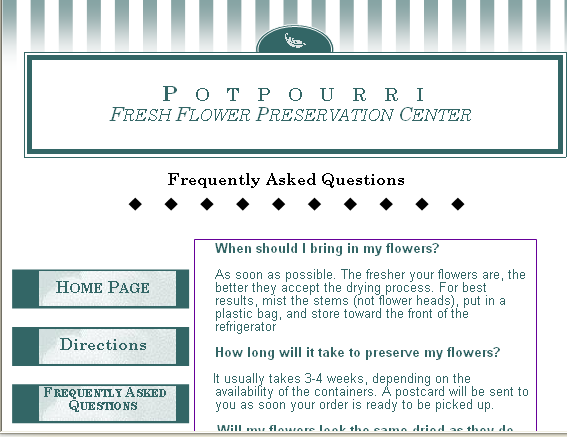 POTPOURRI
FRESH FLOWER PRESERVATION CENTER
Frequently Asked Questions
HOME PAGE
Directions
FREQUENTLY ASKED
QUESTIONS
When should I bring in my flowers?
As soon as possible. The fresher your flowers are, the
better they accept the drying process. For best
results, mist the stems (not flower heads), put in a
plastic bag, and store toward the front of the
refrigerator
How long will it take to preserve my flowers?
It usually takes 3-4 weeks, depending on the
availability of the containers. A postcard will be sent to
you as soon your order is ready to be picked up.
Will my flowers look the same dried as they do